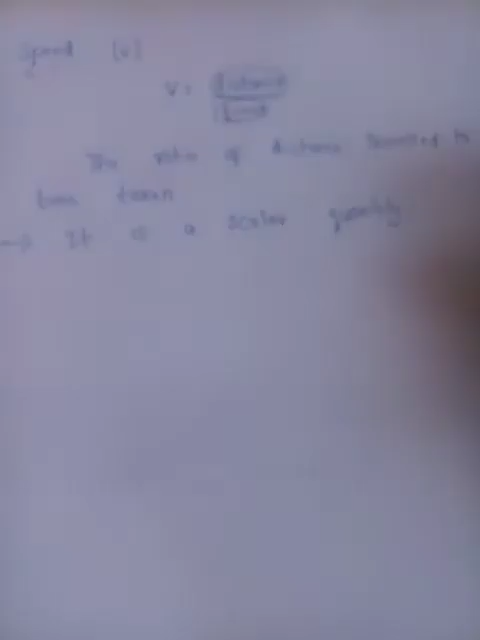 speed (v)
v = distance
time
The ratio of distance travelled to
time taken
→ It is a scalar quantity